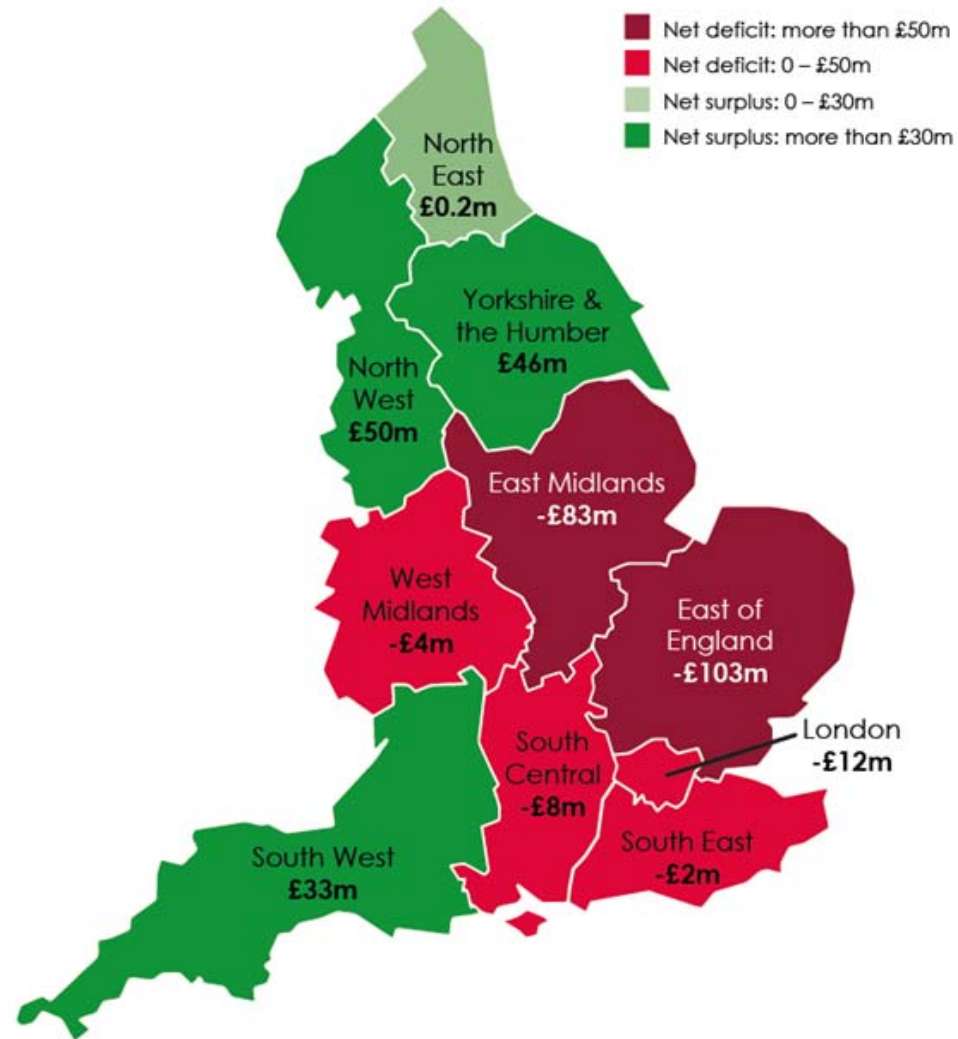 Net deficit: more than £50m
Net deficit: 0 – £50m
Net surplus: 0 – £30m
Net surplus: more than £30m
North
East
£0.2m
Yorkshire &
the Humber
£46m
North
West
£50m
East Midlands
-£83m
West
Midlands
-£4m
East of
England
-£103m
London
-£12m
South
Central
-£8m
South East
-£2m
South West
£33m